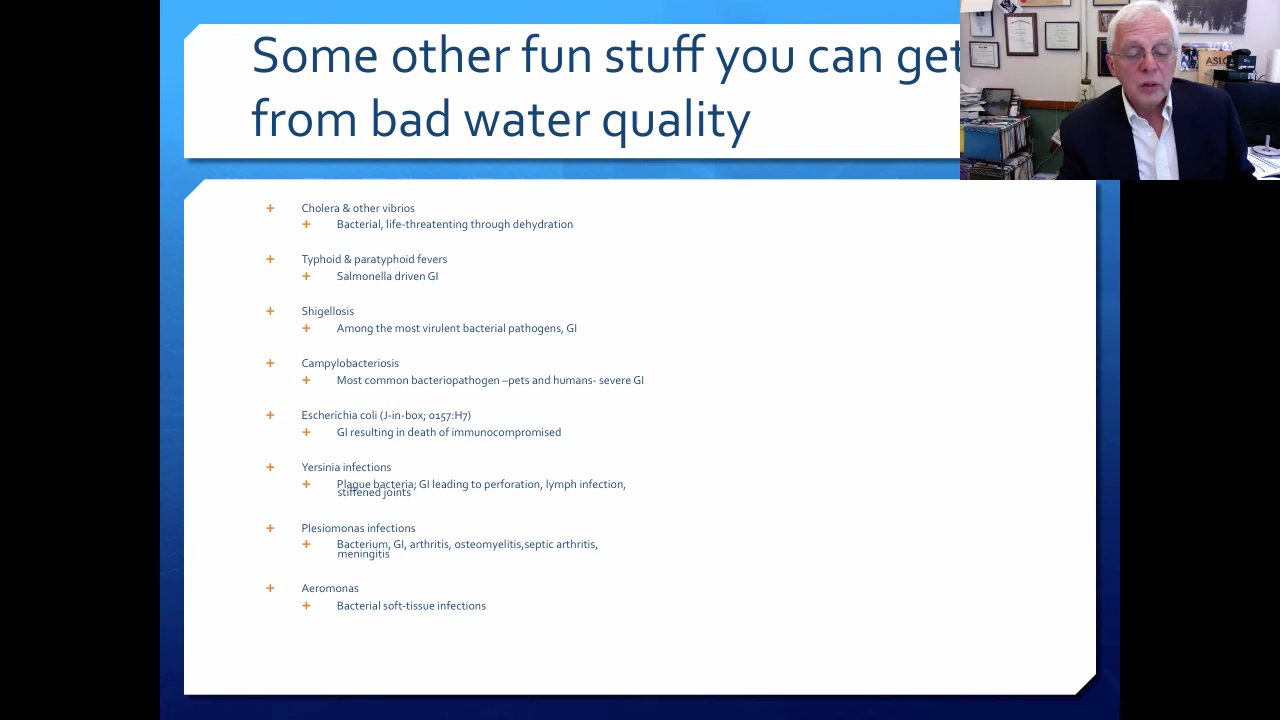 Some other fun stuff you can get
from bad water quality
ASLO
Cholera & other vibrios
Bacterial, life-threatenting through dehydration
Typhoid & paratyphoid fevers
Salmonella driven GI
Shigellosis
Among the most virulent bacterial pathogens, GI
Campylobacteriosis
Most common bacteriopathogen –pets and humans- severe GI
Escherichia coli (J-in-box; 0157:H7)
GI resulting in death of immunocompromised
Yersinia infections
Plague bacteria; GI leading to perforation, lymph infection,
stiffened joints
Plesiomonas infections
Bacterium, GI, arthritis, osteomyelitis,septic arthritis,
meningitis
Aeromonas
Bacterial soft-tissue infections